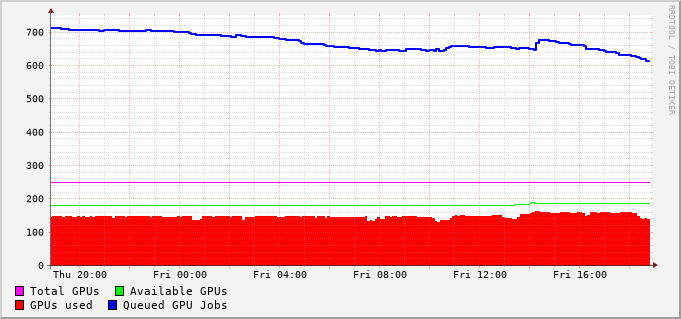 700
600
500
400
300
200
100
0
Thu 20:00 Fri 00:00 Fri 04:00 Fri 08:00 Fri 12:00 Fri 16:00
Total GPUs Available GPUs
GPUs used Queued GPU Jobs
RRDTOOL / TOBI OETIKER